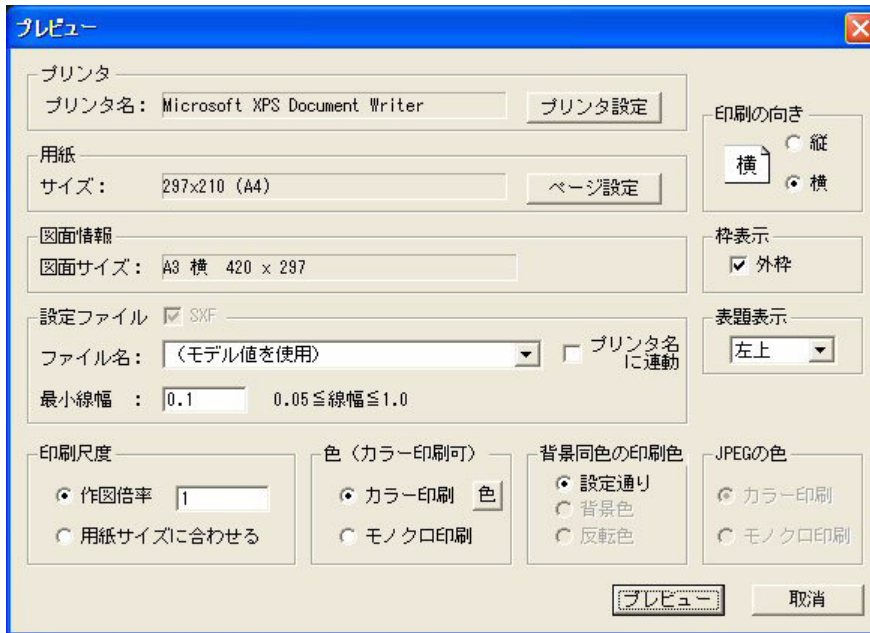 プレビュー
プリンタ
プリンタ名: Microsoft XPS Document Writer プリンタ設定
印刷の向き
横
縦
横
用紙
サイズ: 297x210 (A4) ページ設定
図面情報
図面サイズ: A3 横 420 x 297
枠表示
外枠
設定ファイル SXF
ファイル名: (モデル値を使用)
プリンタ名
に連動
最小線幅 : 0.1 0.05≦線幅≦1.0
表題表示
左上
印刷尺度
作図倍率 1
用紙サイズに合わせる
色(カラー印刷可)
カラー印刷 色
モノクロ印刷
背景同色の印刷色
設定通り
背景色
反転色
JPEGの色
カラー印刷
モノクロ印刷
プレビュー 取消